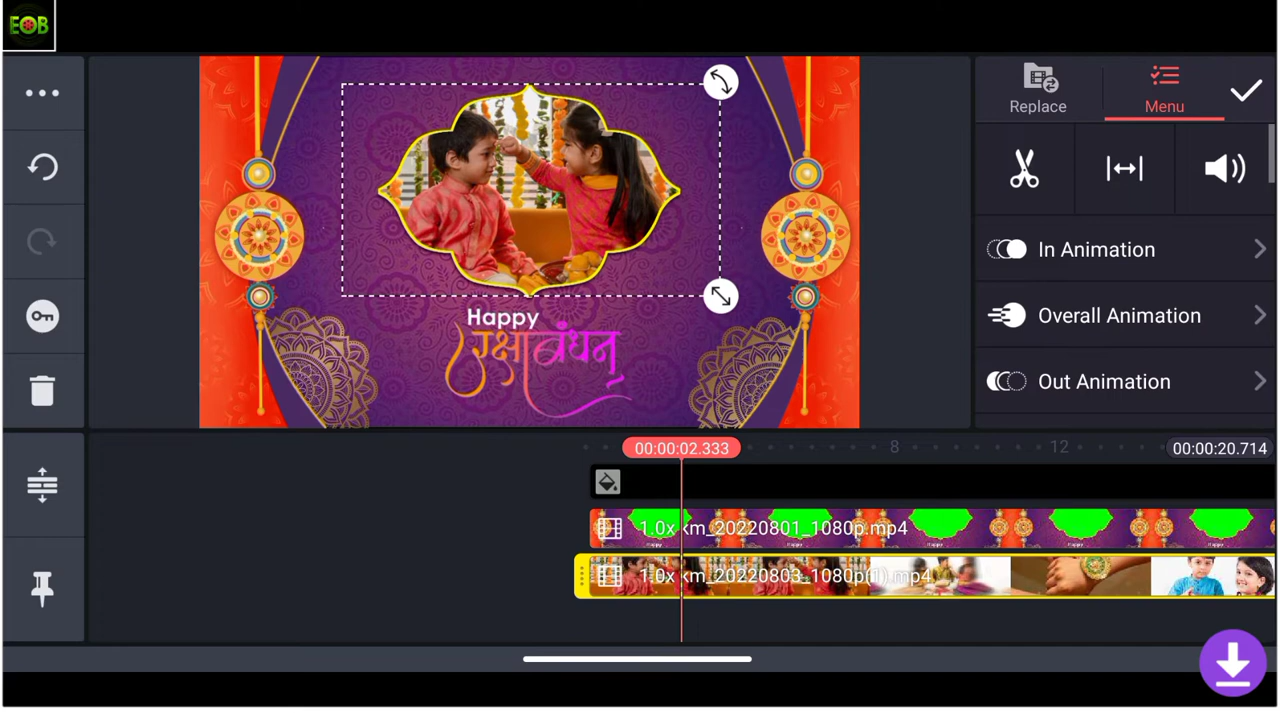 EOB
Replace
Menu
In Animation
Overall Animation
Out Animation
Happy
रक्षाबंधन
00:00:02.333
8
12
00:00:20.714
1.0x km_20220801_1080p.mp4
1.0x km_20220803_1080p(1).mp4